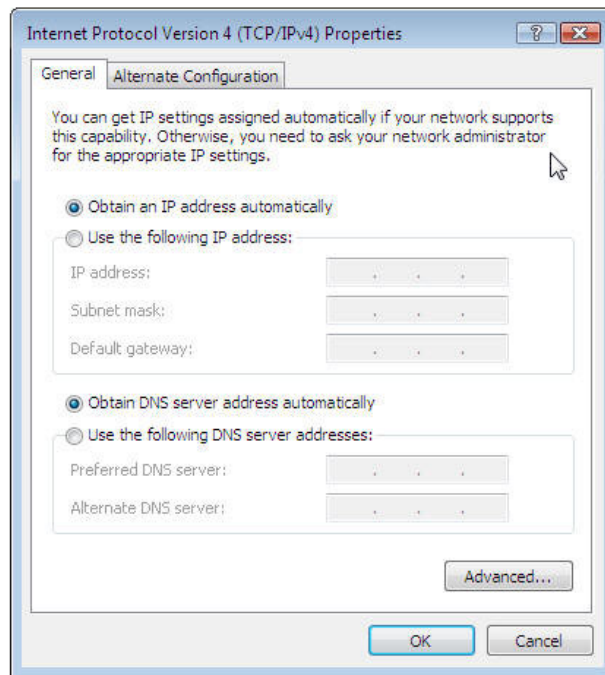 Internet Protocol Version 4 (TCP/IPv4) Properties
General
Alternate Configuration
You can get IP settings assigned automatically if your network supports
this capability. Otherwise, you need to ask your network administrator
for the appropriate IP settings.
Obtain an IP address automatically
Use the following IP address:
IP address:
Subnet mask:
Default gateway:
Obtain DNS server address automatically
Use the following DNS server addresses:
Preferred DNS server:
Alternate DNS server:
Advanced...
OK
Cancel